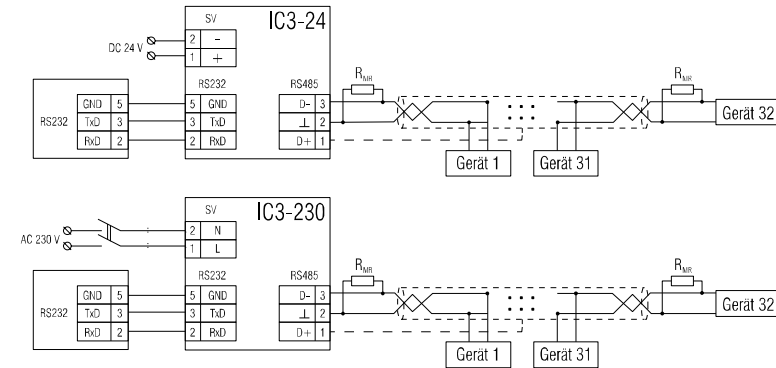 SV IC3-24
2 -
DC 24 V
1 +
RS232 RS485
R_MR R_MR
GND 5 5 GND D- 3
RS232 TxD 3 3 TxD ⊥ 2 Gerät 32
RxD 2 2 RxD D+ 1
Gerät 1 Gerät 31
SV IC3-230
2 N
AC 230 V
1 L
RS232 RS485
R_MR R_MR
GND 5 5 GND D- 3
RS232 TxD 3 3 TxD ⊥ 2 Gerät 32
RxD 2 2 RxD D+ 1
Gerät 1 Gerät 31